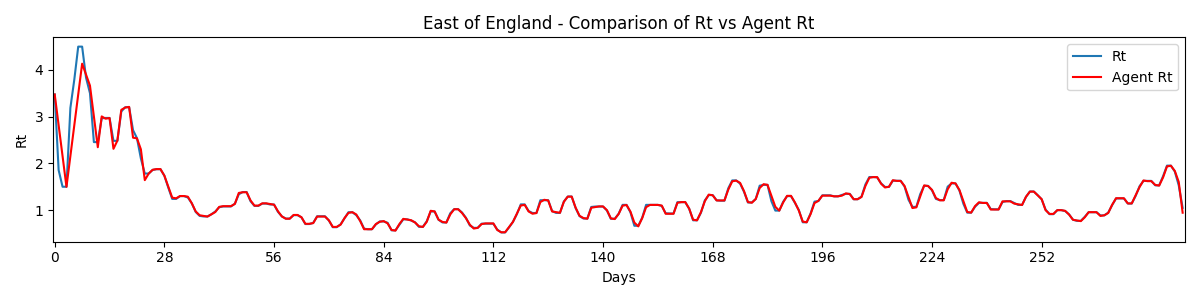 East of England - Comparison of Rt vs Agent Rt
Rt
Agent Rt
4
3
2
1
Rt
0 28 56 84 112 140 168 196 224 252
Days